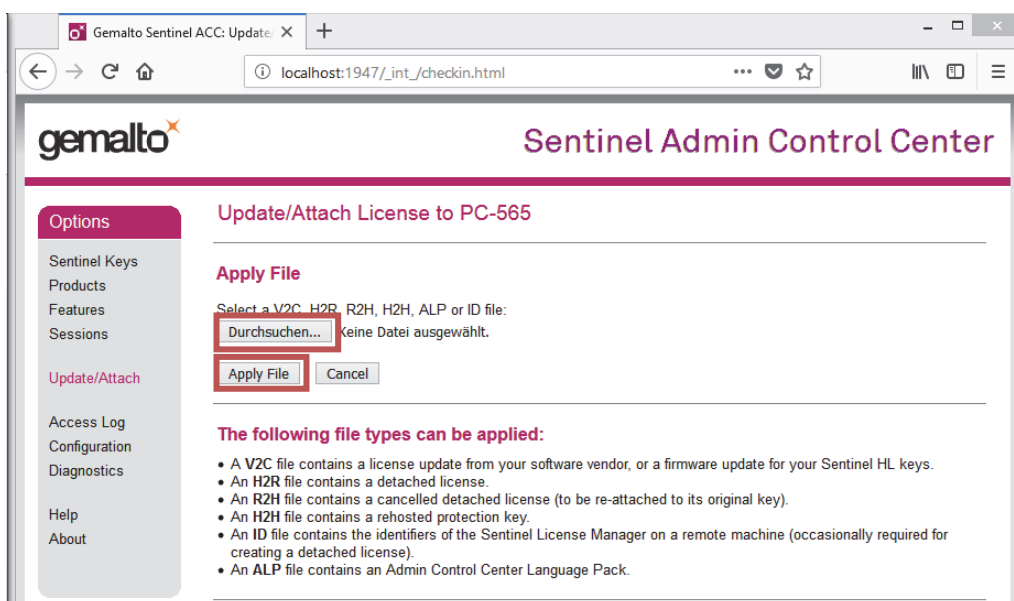 Gemalto Sentinel ACC: Update/
localhost:1947/_int_/checkin.html
gemalto
Sentinel Admin Control Center
Options
Sentinel Keys
Products
Features
Sessions
Update/Attach
Access Log
Configuration
Diagnostics
Help
About
Update/Attach License to PC-565
Apply File
Select a V2C, H2R, R2H, H2H, ALP or ID file:
Durchsuchen... Keine Datei ausgewählt.
Apply File Cancel
The following file types can be applied:
• A V2C file contains a license update from your software vendor, or a firmware update for your Sentinel HL keys.
• An H2R file contains a detached license.
• An R2H file contains a cancelled detached license (to be re-attached to its original key).
• An H2H file contains a rehosted protection key.
• An ID file contains the identifiers of the Sentinel License Manager on a remote machine (occasionally required for
creating a detached license).
• An ALP file contains an Admin Control Center Language Pack.